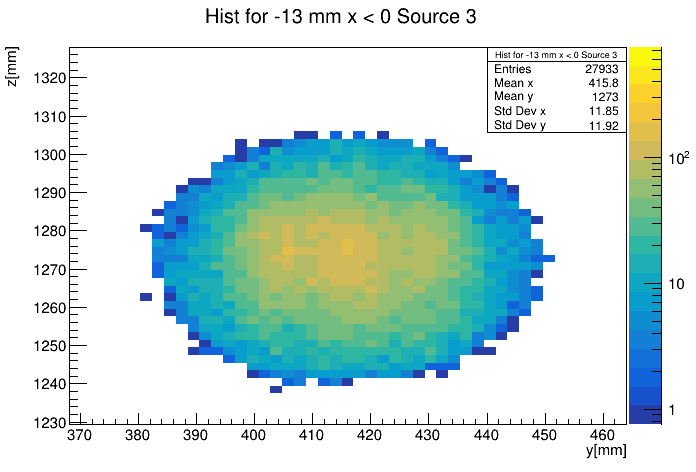 Hist for -13 mm x < 0 Source 3
z[mm]
Hist for -13 mm x < 0 Source 3
Entries 27933
Mean x 415.8
Mean y 1273
Std Dev x 11.85
Std Dev y 11.92
1320
1310
1300
1290
1280
1270
1260
1250
1240
1230
10²
10
1
370 380 390 400 410 420 430 440 450 460
y[mm]